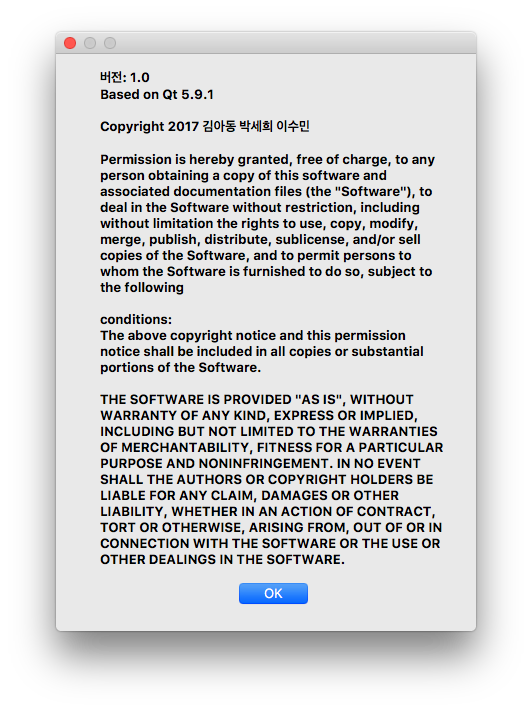 버전: 1.0
Based on Qt 5.9.1
Copyright 2017 김아동 박세희 이수민
Permission is hereby granted, free of charge, to any
person obtaining a copy of this software and
associated documentation files (the "Software"), to
deal in the Software without restriction, including
without limitation the rights to use, copy, modify,
merge, publish, distribute, sublicense, and/or sell
copies of the Software, and to permit persons to
whom the Software is furnished to do so, subject to
the following
conditions:
The above copyright notice and this permission
notice shall be included in all copies or substantial
portions of the Software.
THE SOFTWARE IS PROVIDED "AS IS", WITHOUT
WARRANTY OF ANY KIND, EXPRESS OR IMPLIED,
INCLUDING BUT NOT LIMITED TO THE WARRANTIES
OF MERCHANTABILITY, FITNESS FOR A PARTICULAR
PURPOSE AND NONINFRINGEMENT. IN NO EVENT
SHALL THE AUTHORS OR COPYRIGHT HOLDERS BE
LIABLE FOR ANY CLAIM, DAMAGES OR OTHER
LIABILITY, WHETHER IN AN ACTION OF CONTRACT,
TORT OR OTHERWISE, ARISING FROM, OUT OF OR IN
CONNECTION WITH THE SOFTWARE OR THE USE OR
OTHER DEALINGS IN THE SOFTWARE.
OK